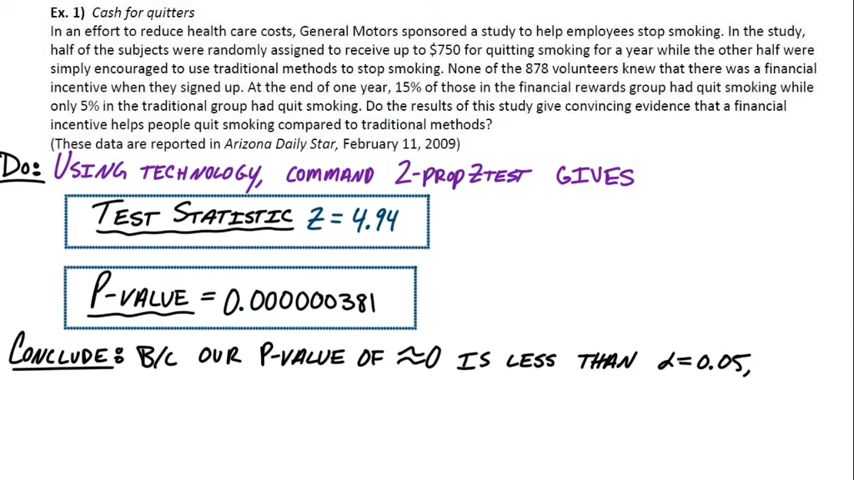 Ex. 1) Cash for quitters
In an effort to reduce health care costs, General Motors sponsored a study to help employees stop smoking. In the study,
half of the subjects were randomly assigned to receive up to $750 for quitting smoking for a year while the other half were
simply encouraged to use traditional methods to stop smoking. None of the 878 volunteers knew that there was a financial
incentive when they signed up. At the end of one year, 15% of those in the financial rewards group had quit smoking while
only 5% in the traditional group had quit smoking. Do the results of this study give convincing evidence that a financial
incentive helps people quit smoking compared to traditional methods?
(These data are reported in Arizona Daily Star, February 11, 2009)
Do: USING TECHNOLOGY, COMMAND 2-PROPZTEST GIVES
TEST STATISTIC Z = 4.94
P-VALUE = 0.000000381
CONCLUDE: B/C OUR P-VALUE OF ≈0 IS LESS THAN α=0.05,